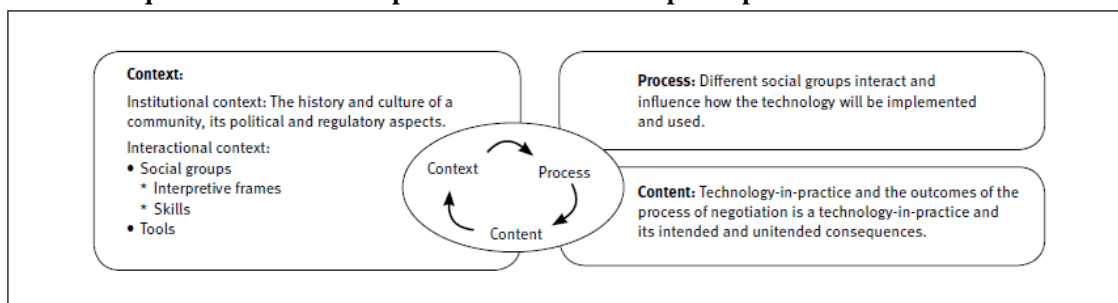 Context:
Institutional context: The history and culture of a
community, its political and regulatory aspects.
Interactional context:
• Social groups
* Interpretive frames
* Skills
• Tools
Context
Process
Content
Process: Different social groups interact and
influence how the technology will be implemented
and used.
Content: Technology-in-practice and the outcomes of the
process of negotiation is a technology-in-practice and
its intended and unitended consequences.